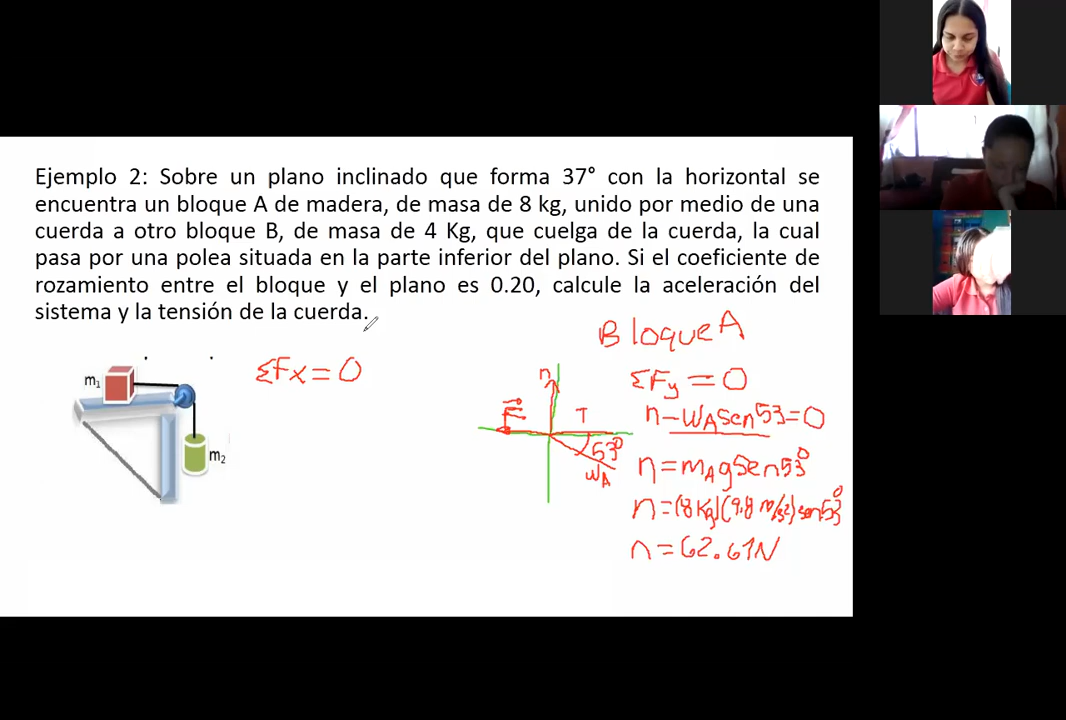 Ejemplo 2: Sobre un plano inclinado que forma 37° con la horizontal se
encuentra un bloque A de madera, de masa de 8 kg, unido por medio de una
cuerda a otro bloque B, de masa de 4 Kg, que cuelga de la cuerda, la cual
pasa por una polea situada en la parte inferior del plano. Si el coeficiente de
rozamiento entre el bloque y el plano es 0.20, calcule la aceleración del
sistema y la tensión de la cuerda.
m₁
m₂
ΣFx = 0
n
T
53°
WA
Bloque A
ΣFy = 0
n - WA sen 53 = 0
n = mAg Sen 53°
n = (8 Kg)(9.8 m/s²) sen 53°
n = 62.61N